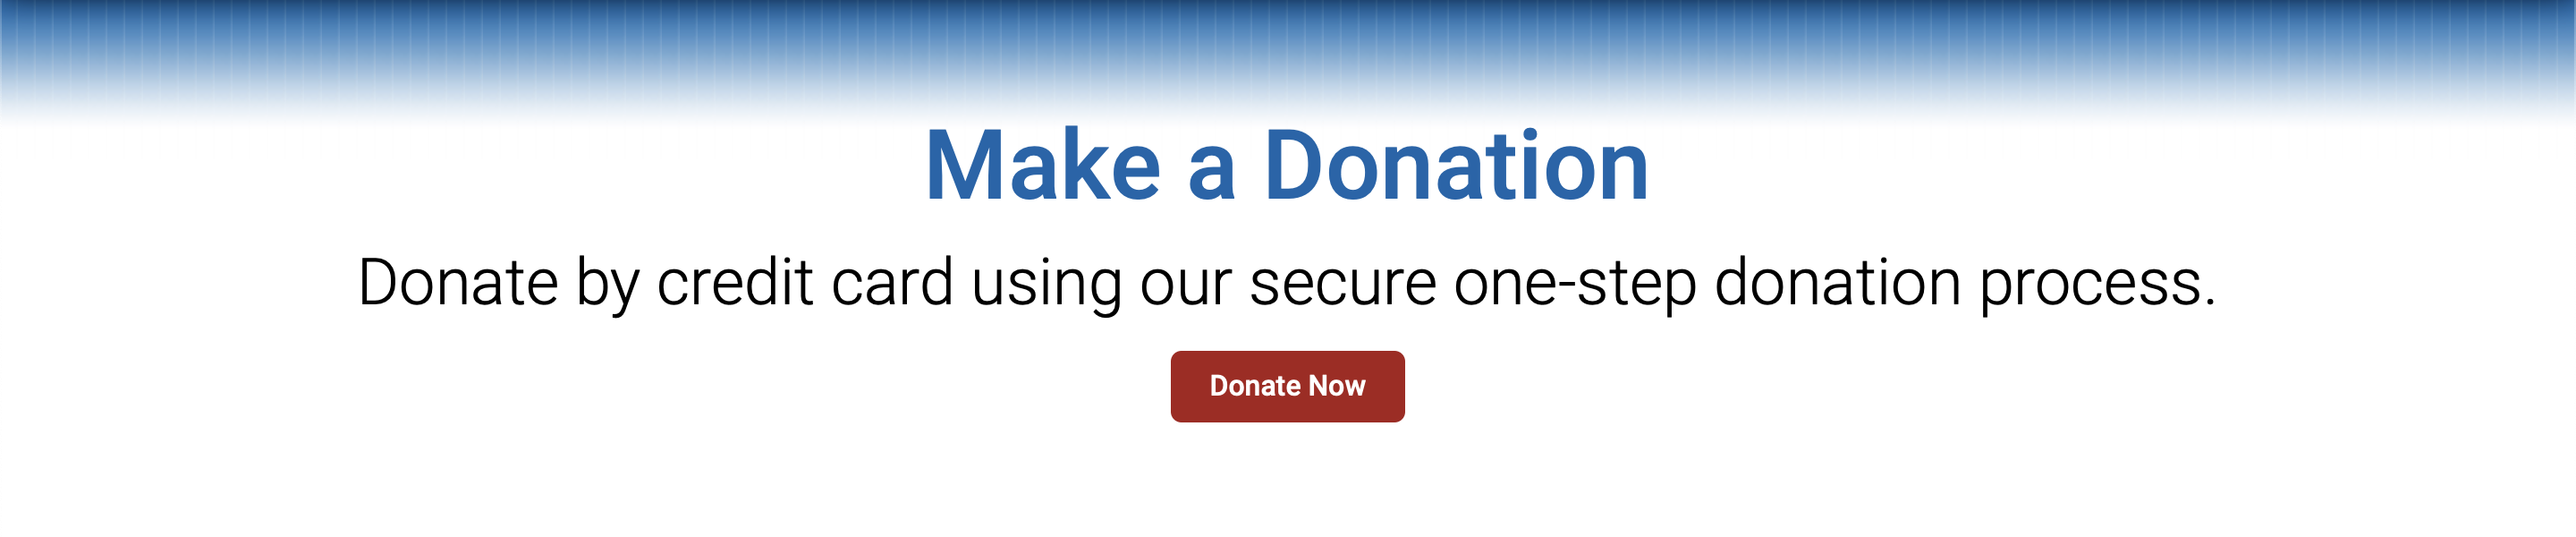 Make a Donation
Donate by credit card using our secure one-step donation process.
Donate Now